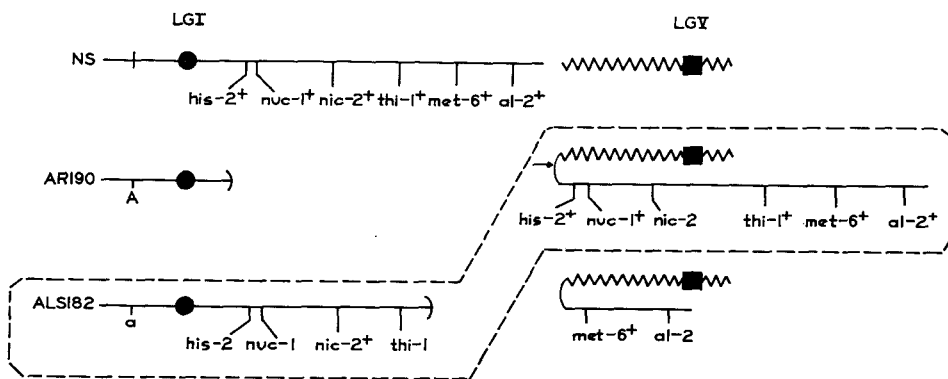 LGI LGV
NS
his-2+ nuc-1+ nic-2+ thi-1+ met-6+ al-2+
AR190
A
his-2+ nuc-1+ nic-2 thi-1+ met-6+ al-2+
ALS182
a
his-2 nuc-1 nic-2+ thi-1
met-6+ al-2